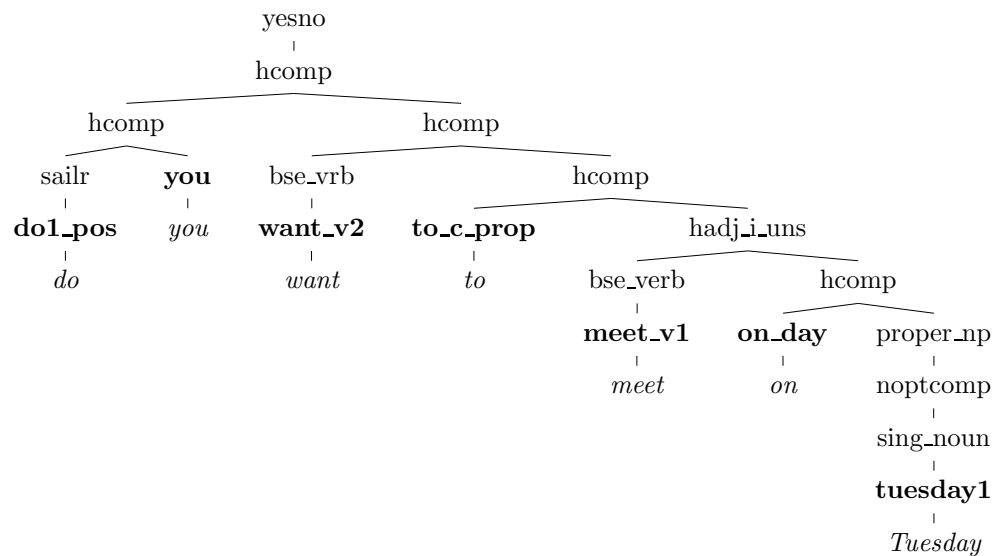 yesno
hcomp
hcomp hcomp
sailr you bse_vrb hcomp
do1_pos you want_v2 to_c_prop hadj_i_uns
do want to bse_verb hcomp
meet_v1 on_day proper_np
meet on noptcomp
sing_noun
tuesday1
Tuesday